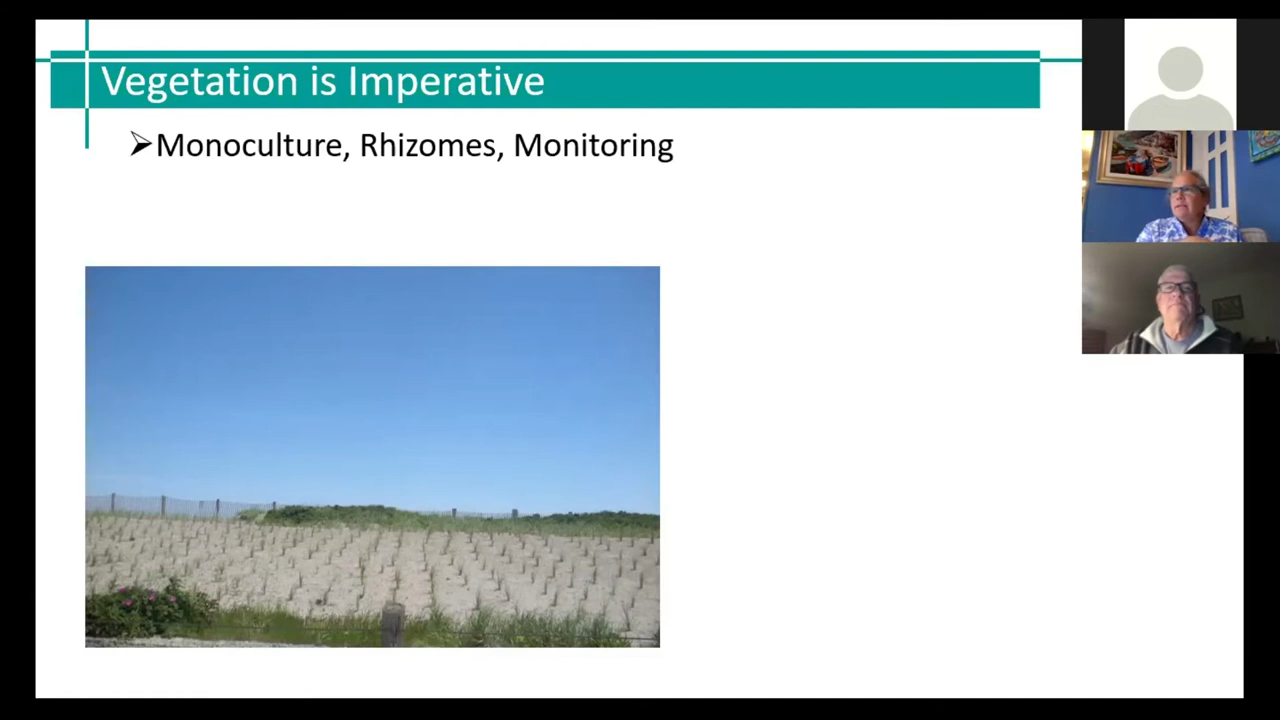 Vegetation is Imperative
➢Monoculture, Rhizomes, Monitoring